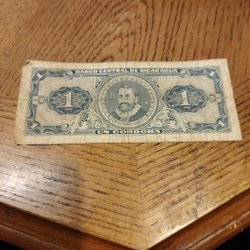 BANCO CENTRAL DE NICARAGUA
1 1
UN CORDOBA